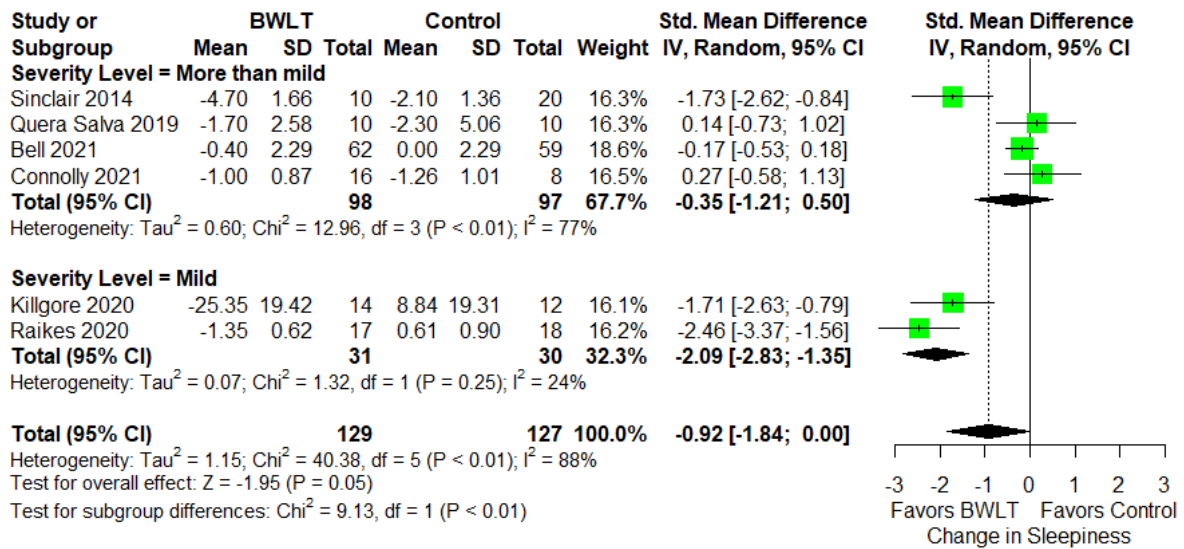 Study or BWLT Control Std. Mean Difference Std. Mean Difference
Subgroup Mean SD Total Mean SD Total Weight IV, Random, 95% CI IV, Random, 95% CI
Severity Level = More than mild
Sinclair 2014 -4.70 1.66 10 -2.10 1.36 20 16.3% -1.73 [-2.62; -0.84]
Quera Salva 2019 -1.70 2.58 10 -2.30 5.06 10 16.3% 0.14 [-0.73; 1.02]
Bell 2021 -0.40 2.29 62 0.00 2.29 59 18.6% -0.17 [-0.53; 0.18]
Connolly 2021 -1.00 0.87 16 -1.26 1.01 8 16.5% 0.27 [-0.58; 1.13]
Total (95% CI) 98 97 67.7% -0.35 [-1.21; 0.50]
Heterogeneity: Tau² = 0.60; Chi² = 12.96, df = 3 (P < 0.01); I² = 77%
Severity Level = Mild
Killgore 2020 -25.35 19.42 14 8.84 19.31 12 16.1% -1.71 [-2.63; -0.79]
Raikes 2020 -1.35 0.62 17 0.61 0.90 18 16.2% -2.46 [-3.37; -1.56]
Total (95% CI) 31 30 32.3% -2.09 [-2.83; -1.35]
Heterogeneity: Tau² = 0.07; Chi² = 1.32, df = 1 (P = 0.25); I² = 24%
Total (95% CI) 129 127 100.0% -0.92 [-1.84; 0.00]
Heterogeneity: Tau² = 1.15; Chi² = 40.38, df = 5 (P < 0.01); I² = 88%
Test for overall effect: Z = -1.95 (P = 0.05)
Test for subgroup differences: Chi² = 9.13, df = 1 (P < 0.01)
-3 -2 -1 0 1 2 3
Favors BWLT Favors Control
Change in Sleepiness